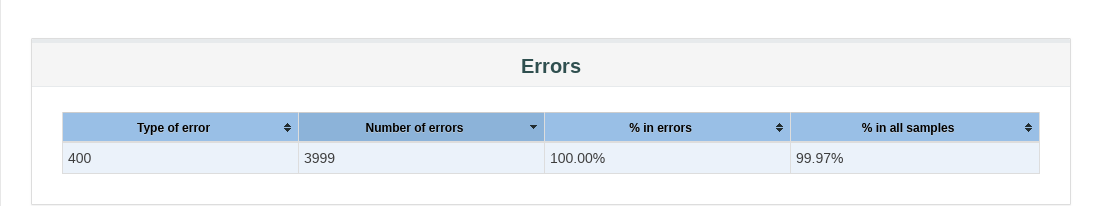 Errors
Type of error Number of errors % in errors % in all samples
400 3999 100.00% 99.97%